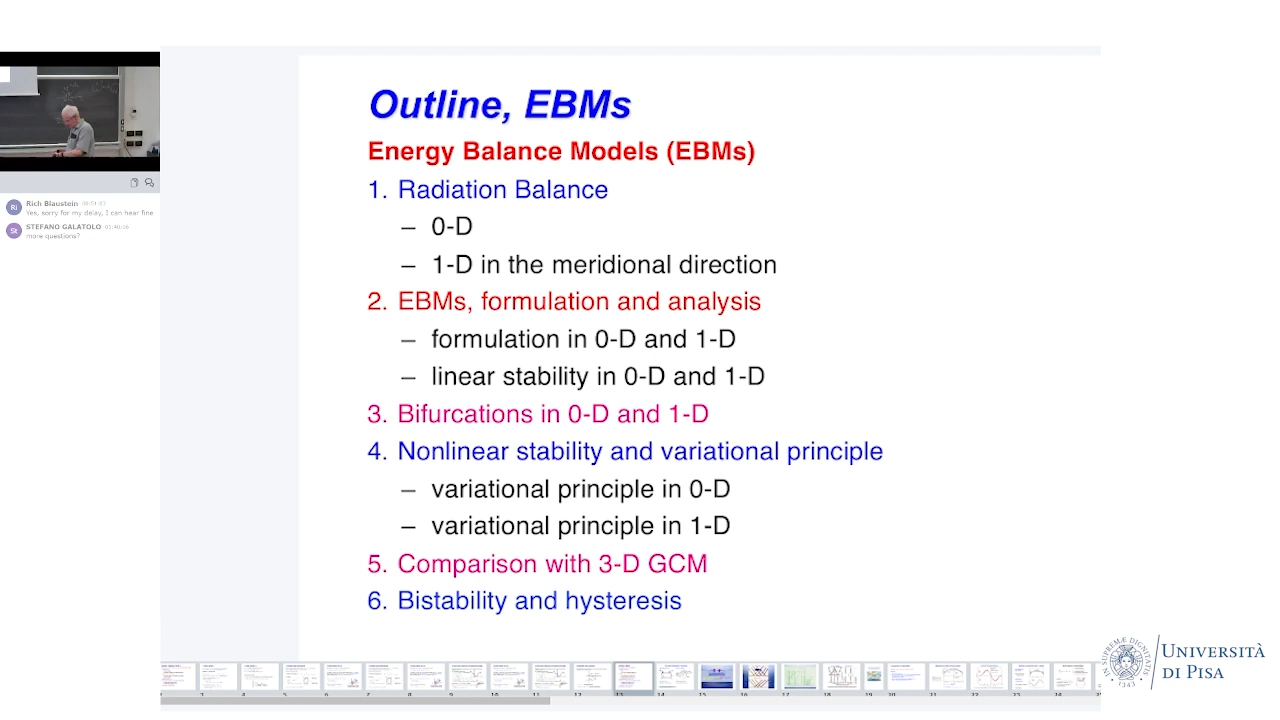 Outline, EBMs
Energy Balance Models (EBMs)
1. Radiation Balance
– 0-D
– 1-D in the meridional direction
2. EBMs, formulation and analysis
– formulation in 0-D and 1-D
– linear stability in 0-D and 1-D
3. Bifurcations in 0-D and 1-D
4. Nonlinear stability and variational principle
– variational principle in 0-D
– variational principle in 1-D
5. Comparison with 3-D GCM
6. Bistability and hysteresis
Ri
Rich Blaustein
Yes, sorry for my delay, I can hear fine
St
STEFANO GALATOLO
more questions?
UNIVERSITÀ
DI PISA
1343